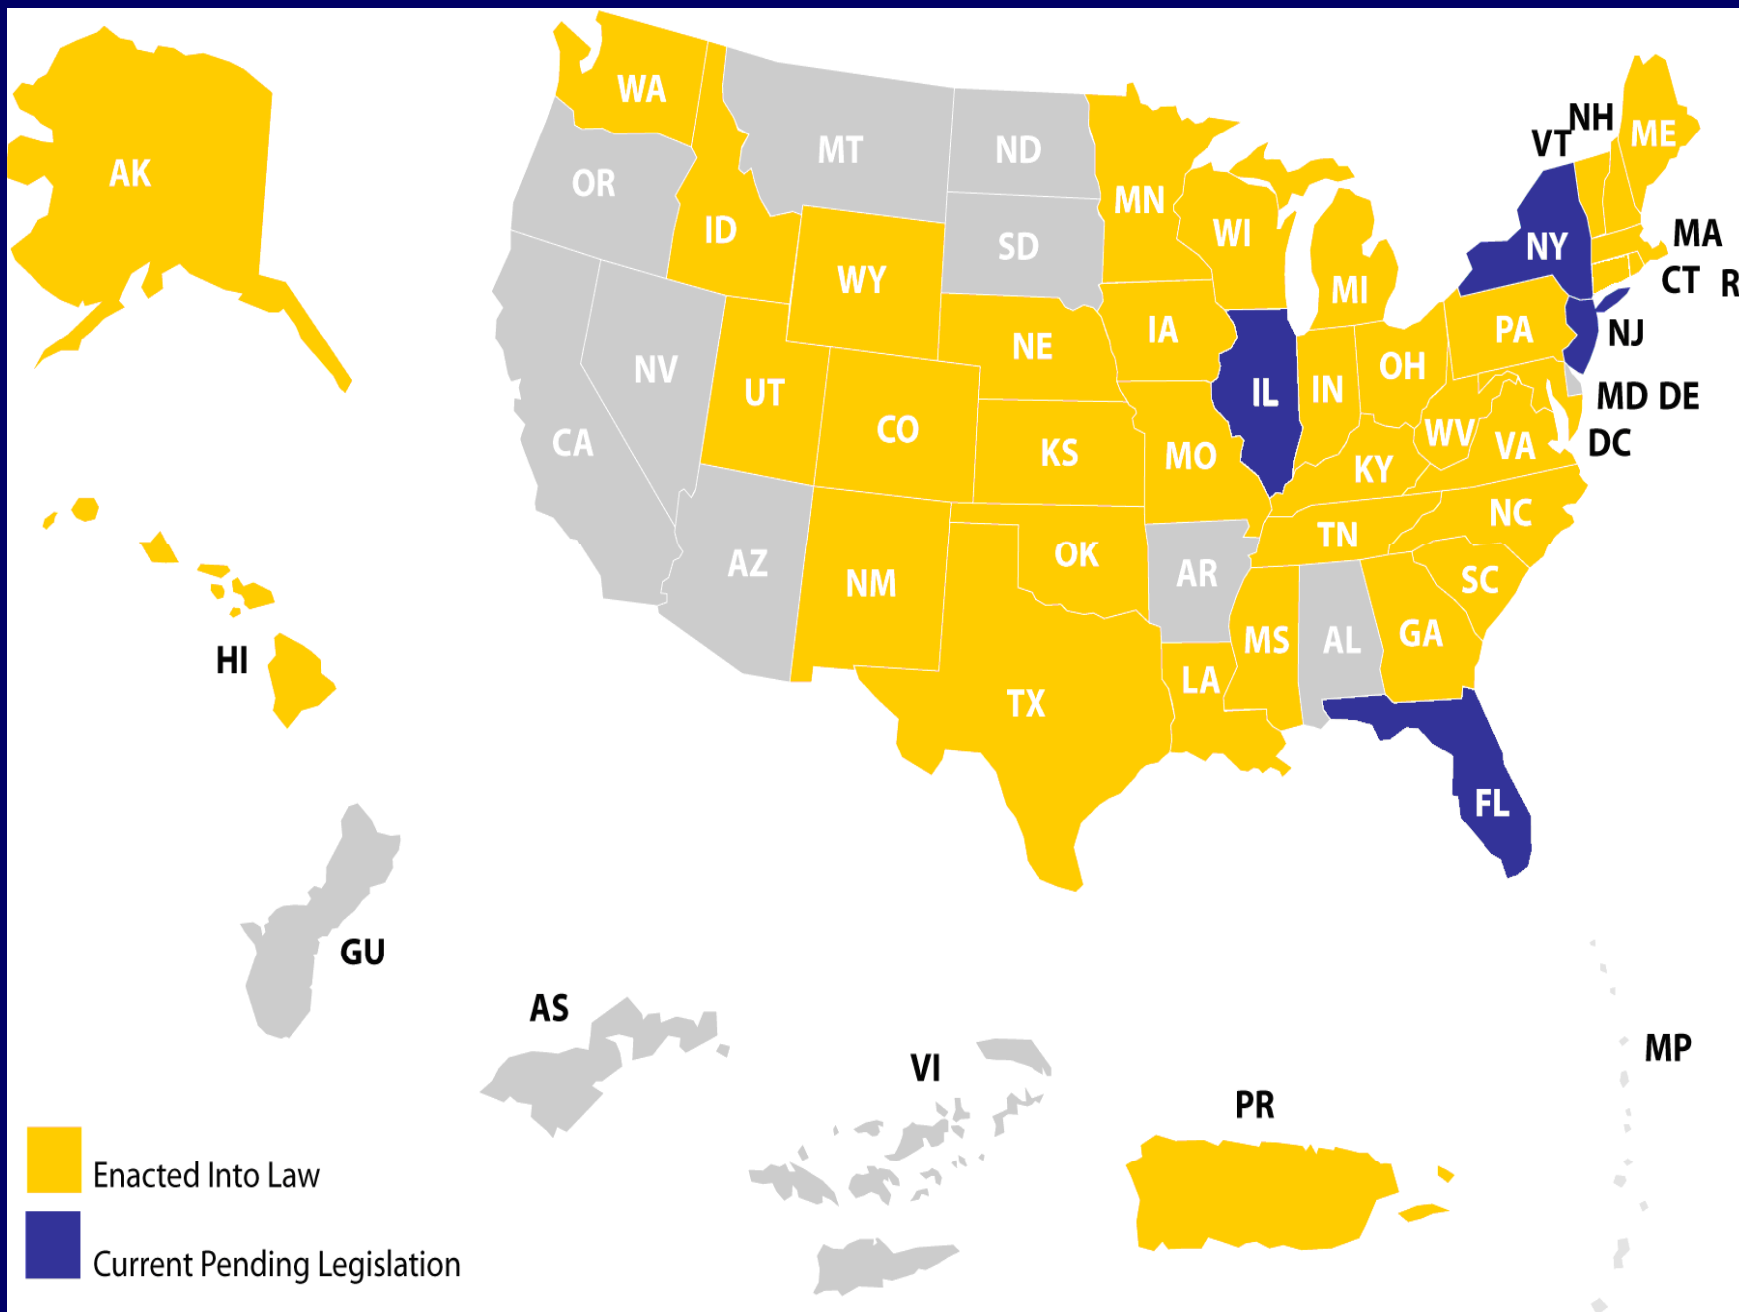 WA
MT
ND
MN
NH
VT
ME
AK
OR
ID
SD
WI
NY
MA
WY
MI
CT R
NV
UT
NE
IA
PA
NJ
OH
IL
IN
MD DE
CA
CO
KS
MO
WV
VA
DC
KY
NC
AZ
NM
OK
AR
TN
SC
MS
AL
GA
HI
TX
LA
FL
GU
AS
VI
PR
MP
Enacted Into Law
Current Pending Legislation